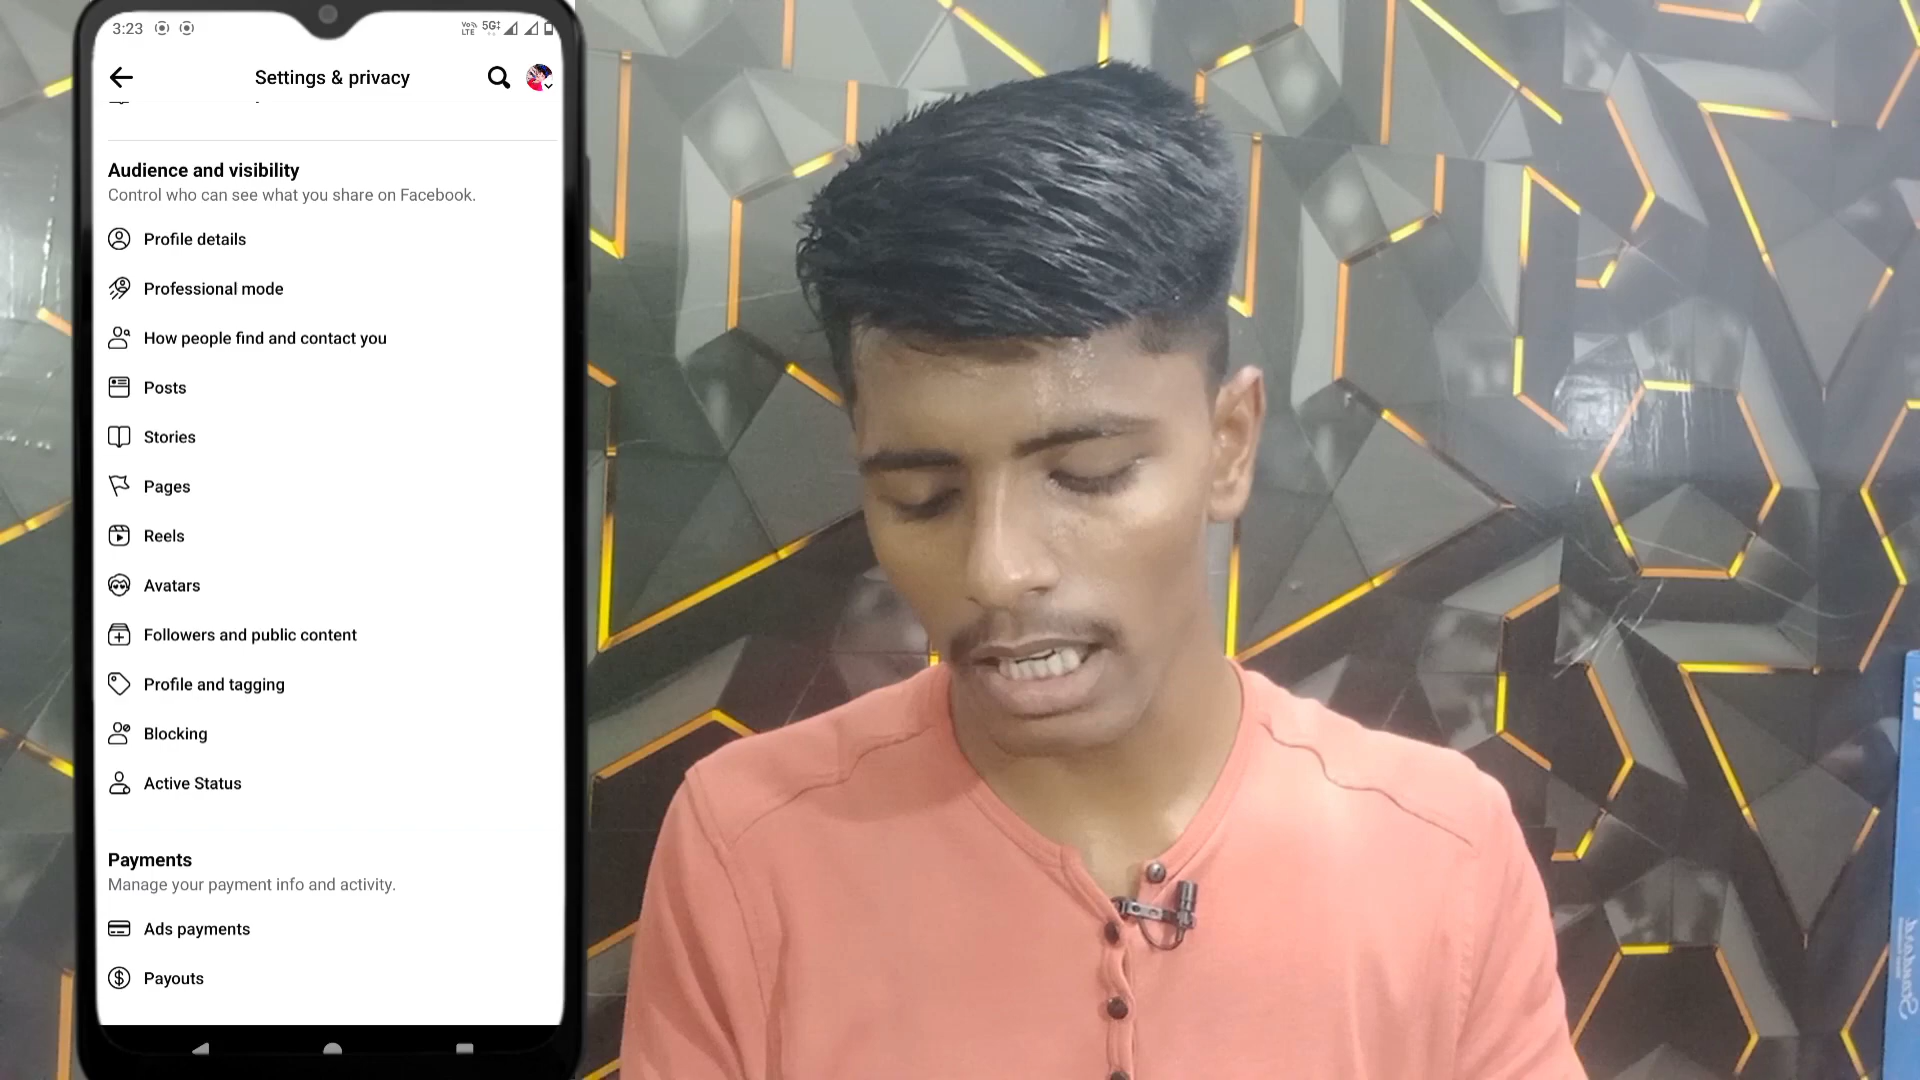 3:23
Vo)) LTE 5G
Settings & privacy
Audience and visibility
Control who can see what you share on Facebook.
Profile details
Professional mode
How people find and contact you
Posts
Stories
Pages
Reels
Avatars
Followers and public content
Profile and tagging
Blocking
Active Status
Payments
Manage your payment info and activity.
Ads payments
Payouts